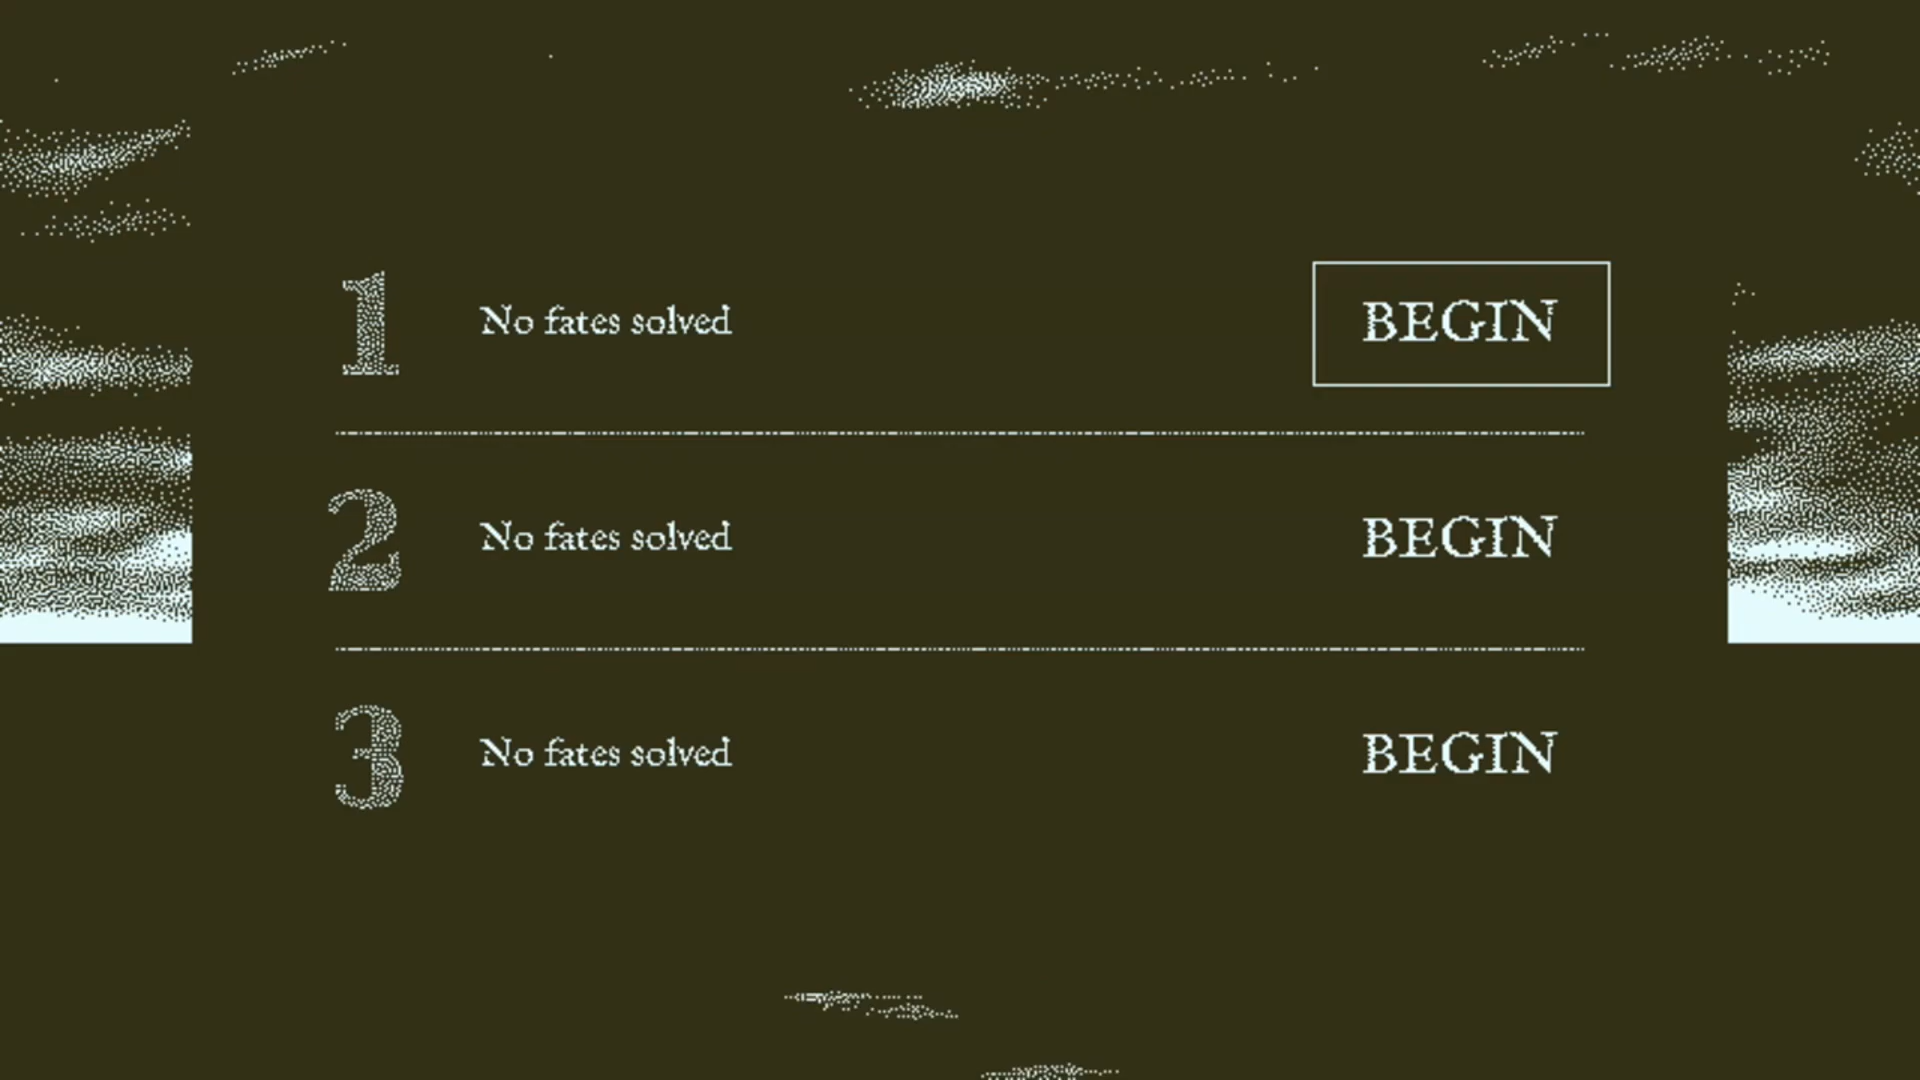 1 No fates solved BEGIN
2 No fates solved BEGIN
3 No fates solved BEGIN